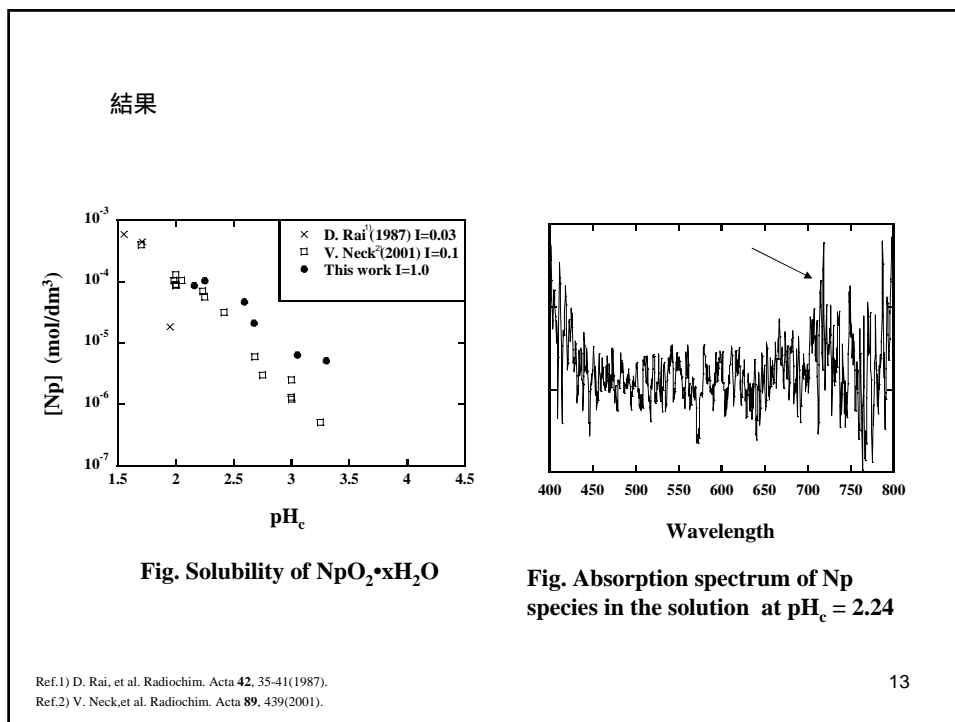 結果
10⁻³
10⁻⁴
10⁻⁵
10⁻⁶
10⁻⁷
[Np] (mol/dm³)
× D. Rai¹⁾(1987) I=0.03
V. Neck²⁾(2001) I=0.1
● This work I=1.0
1.5 2 2.5 3 3.5 4 4.5
pHc
Fig. Solubility of NpO₂•xH₂O
400 450 500 550 600 650 700 750 800
Wavelength
Fig. Absorption spectrum of Np
species in the solution at pHc = 2.24
Ref.1) D. Rai, et al. Radiochim. Acta 42, 35-41(1987).
Ref.2) V. Neck,et al. Radiochim. Acta 89, 439(2001).
13